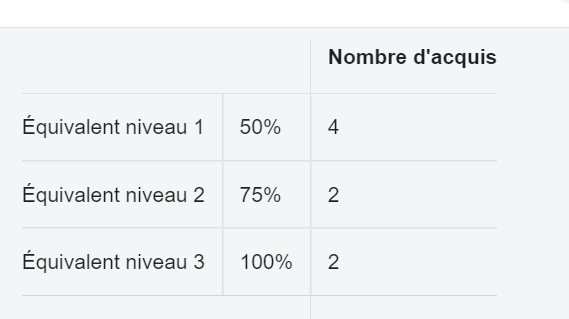 Nombre d'acquis
Équivalent niveau 1 50% 4
Équivalent niveau 2 75% 2
Équivalent niveau 3 100% 2